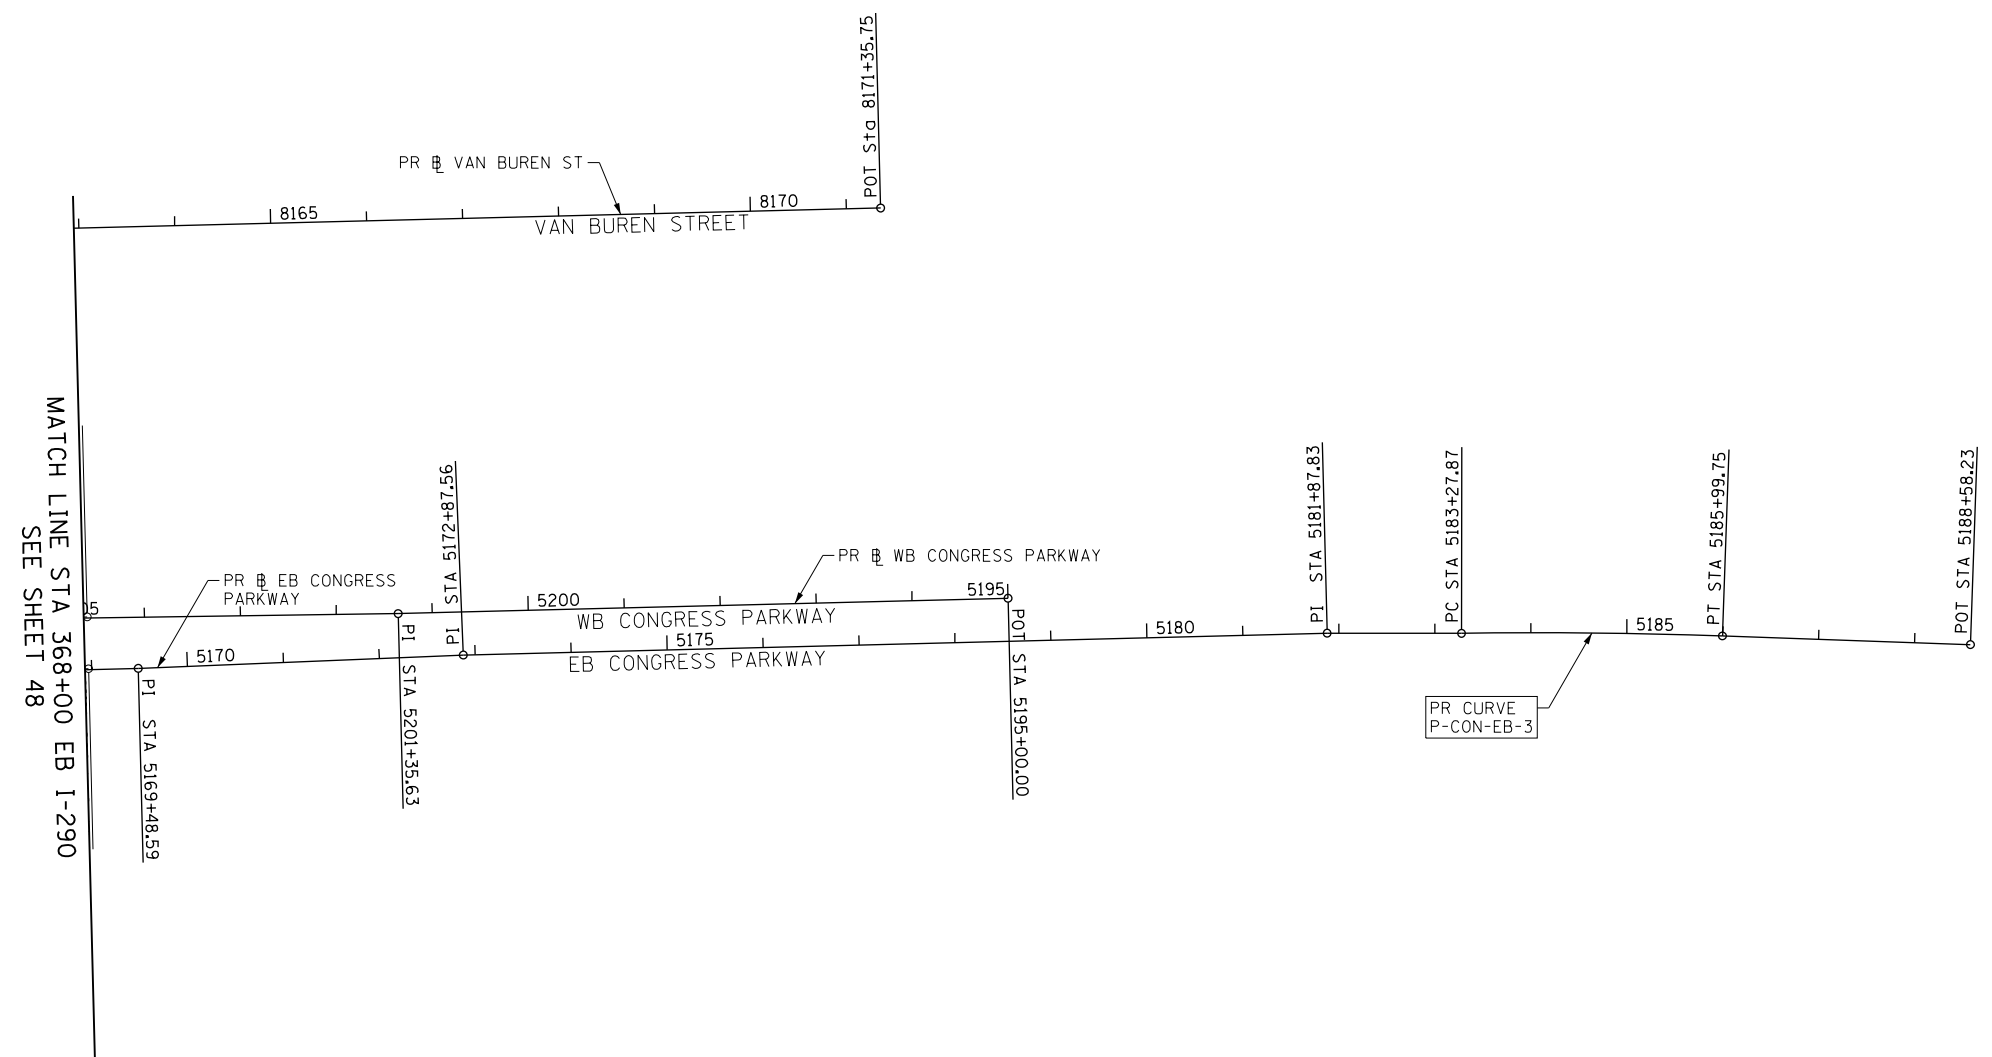 POT Sta 8171+35.75
PR ⅊ VAN BUREN ST
8165
8170
VAN BUREN STREET
MATCH LINE STA 368+00 EB I-290
SEE SHEET 48
PI STA 5172+87.56
PI STA 5181+87.83
PC STA 5183+27.87
PT STA 5185+99.75
POT STA 5188+58.23
PR ⅊ WB CONGRESS PARKWAY
PR ⅊ EB CONGRESS
PARKWAY
5200
5195
WB CONGRESS PARKWAY
5170
5175
5180
5185
EB CONGRESS PARKWAY
PI STA 5169+48.59
PI STA 5201+35.63
POT STA 5195+00.00
PR CURVE
P-CON-EB-3